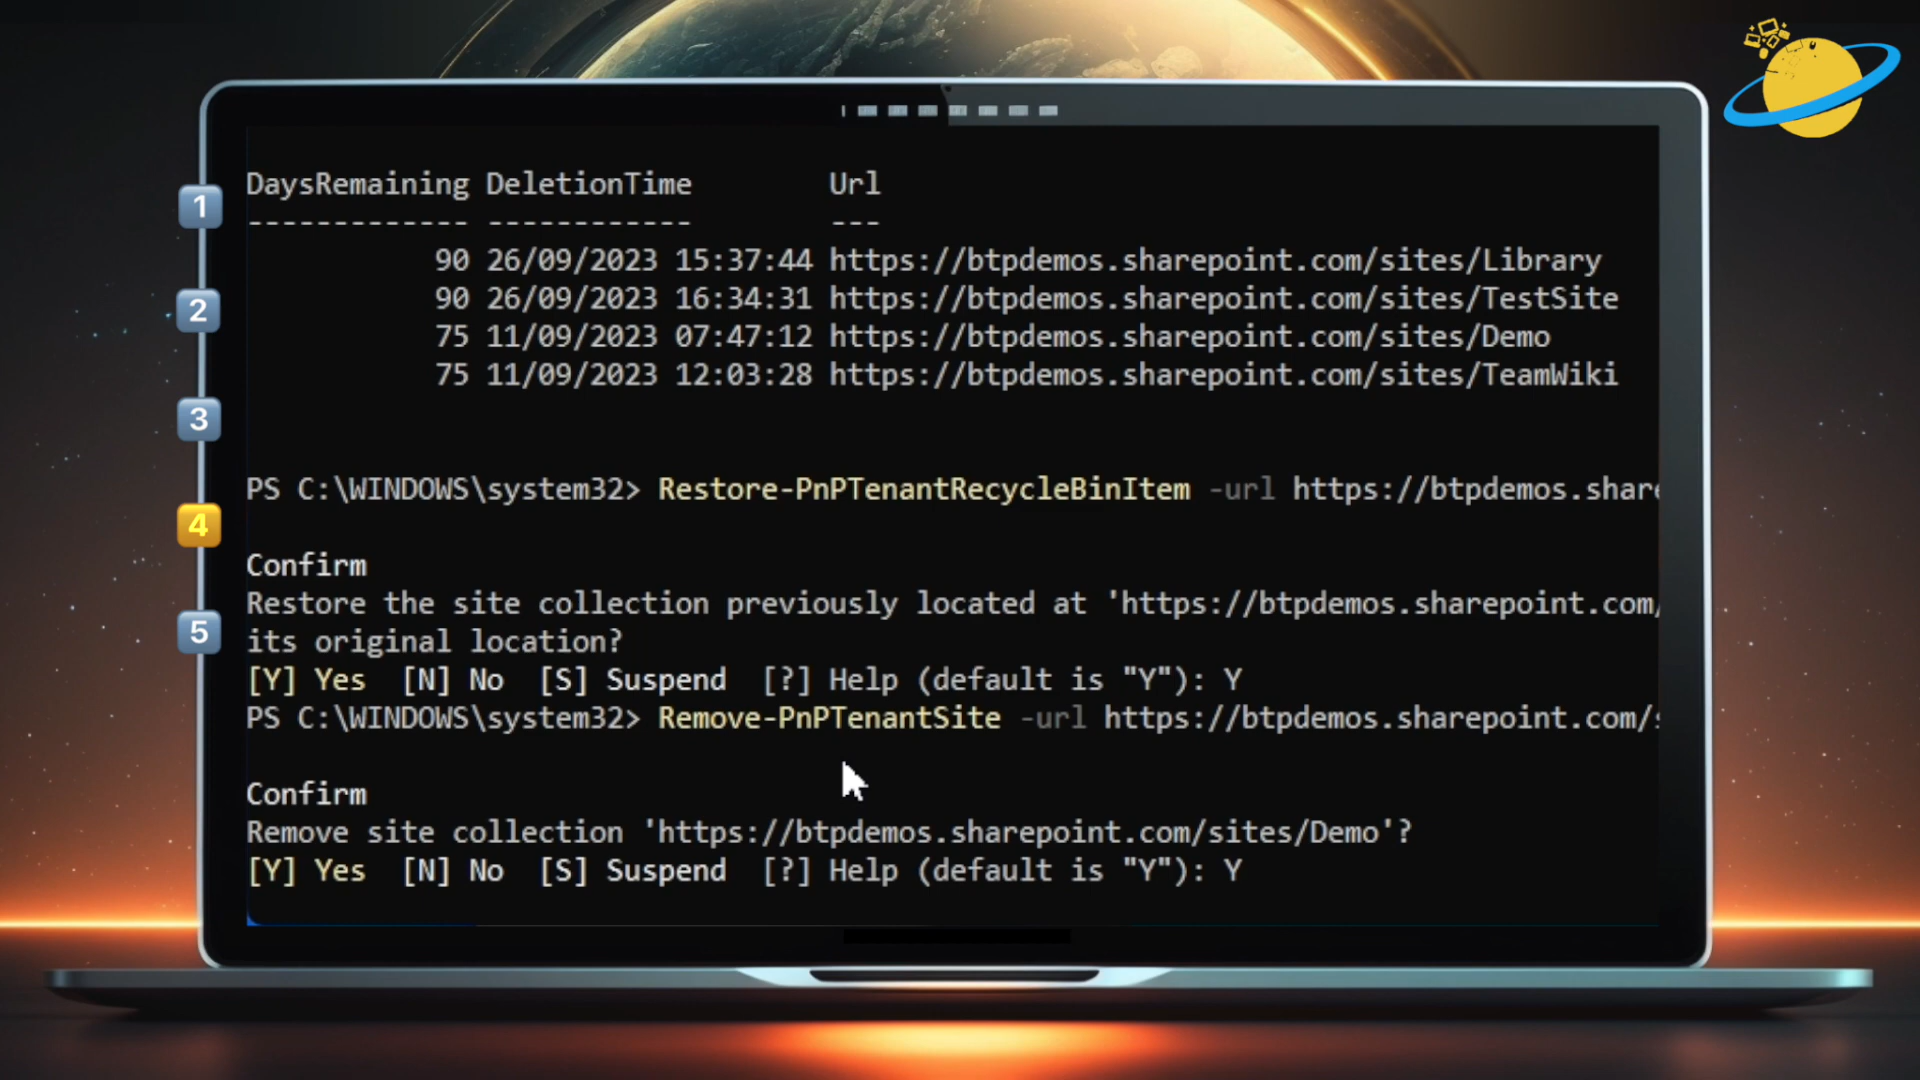 DaysRemaining DeletionTime Url
------------- ------------ ---
90 26/09/2023 15:37:44 https://btpdemos.sharepoint.com/sites/Library
90 26/09/2023 16:34:31 https://btpdemos.sharepoint.com/sites/TestSite
75 11/09/2023 07:47:12 https://btpdemos.sharepoint.com/sites/Demo
75 11/09/2023 12:03:28 https://btpdemos.sharepoint.com/sites/TeamWiki
PS C:\WINDOWS\system32> Restore-PnPTenantRecycleBinItem -url https://btpdemos.share
Confirm
Restore the site collection previously located at 'https://btpdemos.sharepoint.com/
its original location?
[Y] Yes [N] No [S] Suspend [?] Help (default is "Y"): Y
PS C:\WINDOWS\system32> Remove-PnPTenantSite -url https://btpdemos.sharepoint.com/s
Confirm
Remove site collection 'https://btpdemos.sharepoint.com/sites/Demo'?
[Y] Yes [N] No [S] Suspend [?] Help (default is "Y"): Y
1
2
3
4
5